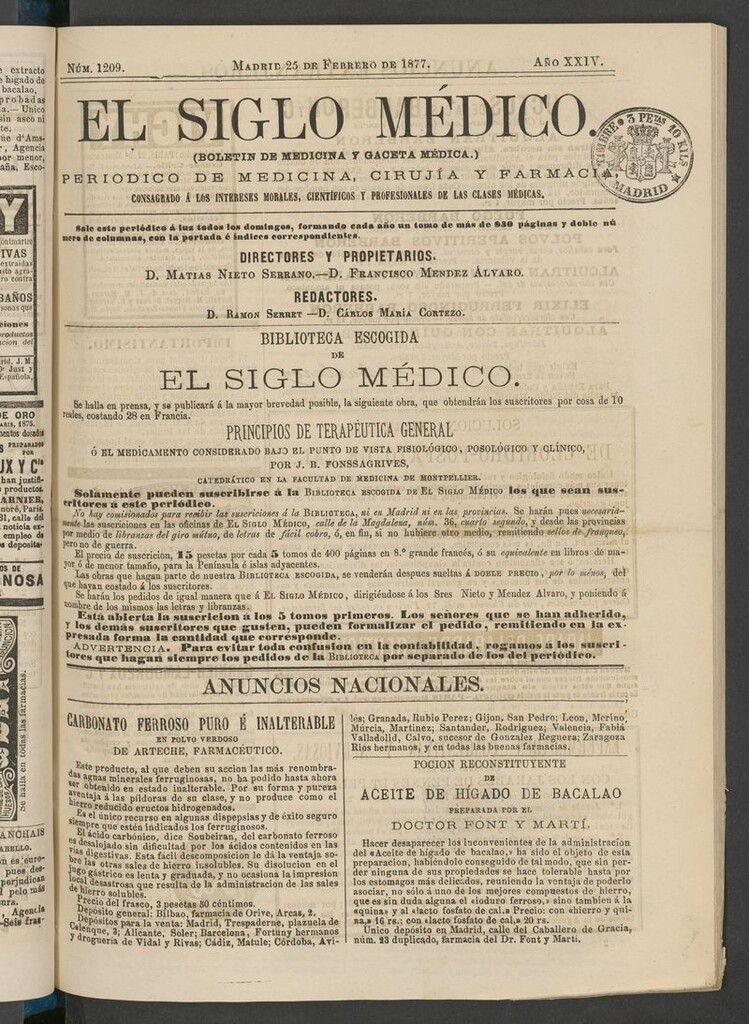 NÚM. 1209. MADRID 25 DE FEBRERO DE 1877. AÑO XXIV.
EL SIGLO MÉDICO.
(BOLETIN DE MEDICINA Y GACETA MÉDICA.)
PERIODICO DE MEDICINA, CIRUJÍA Y FARMACIA,
CONSAGRADO Á LOS INTERESES MORALES, CIENTÍFICOS Y PROFESIONALES DE LAS CLASES MÉDICAS.
TIMBRE 3 PETAS 10 KILS
MADRID
Sale este periódico á luz todos los domingos, formando cada año un tomo de más de 830 páginas y doble nú
mero de columnas, con la portada é índices correspondientes.
DIRECTORES Y PROPIETARIOS.
D. MATIAS NIETO SERRANO.—D. FRANCISCO MENDEZ ÁLVARO.
REDACTORES.
D. RAMON SERRET —D. CÁRLOS MARÍA CORTEZO.
BIBLIOTECA ESCOGIDA
DE
EL SIGLO MÉDICO.
Se halla en prensa, y se publicará á la mayor brevedad posible, la siguiente obra, que obtendrán los suscritores por cosa de 10
reales, costando 28 en Francia.
PRINCIPIOS DE TERAPÉUTICA GENERAL
Ó EL MEDICAMENTO CONSIDERADO BAJO EL PUNTO DE VISTA FISIOLÓGICO, POSOLÓGICO Y CLÍNICO,
POR J. B. FONSSAGRIVES,
CATEDRÁTICO EN LA FACULTAD DE MEDICINA DE MONTPELLIER.
Solamente pueden suscribirse á la BIBLIOTECA ESCOGIDA DE EL SIGLO MÉDICO los que sean sus-
critores á este periódico.
No hay comisionados para recibir las suscriciones á la BIBLIOTECA, ni en Madrid ni en las provincias. Se harán pues necesaria-
mente las suscriciones en las oficinas de EL SIGLO MÉDICO, calle de la Magdalena, núm. 36, cuarto segundo, y desde las provincias
por medio de libranzas del giro mútuo, de letras de fácil cobro, ó, en fin, si no hubiere otro medio, remitiendo sellos de franqueo,
pero no de guerra.
El precio de suscricion, 15 pesetas por cada 5 tomos de 400 páginas en 8.º grande francés, ó su equivalente en libros de ma-
yor ó de menor tamaño, para la Península é islas adyacentes.
Las obras que hagan parte de nuestra BIBLIOTECA ESCOGIDA, se venderán despues sueltas á DOBLE PRECIO, por lo ménos, del
que hayan costado á los suscritores.
Se harán los pedidos de igual manera que á EL SIGLO MÉDICO, dirigiéndose á los Sres Nieto y Mendez Alvaro, y poniendo á
nombre de los mismos las letras y libranzas.
Está abierta la suscricion á los 5 tomos primeros. Los señores que se han adherido,
y los demás suscritores que gusten, pueden formalizar el pedido, remitiendo en la ex-
presada forma la cantidad que corresponde.
ADVERTENCIA. Para evitar toda confusion en la contabilidad, rogamos á los suscri-
tores que hagan siempre los pedidos de la BIBLIOTECA por separado de los del periódico.
ANUNCIOS NACIONALES.
CARBONATO FERROSO PURO É INALTERABLE
EN POLVO VERDOSO
DE ARTECHE, FARMACÉUTICO.
Este producto, al que deben su accion las más renombra-
das aguas minerales ferruginosas, no ha podido hasta ahora
ser obtenido en estado inalterable. Por su forma y pureza
aventaja á las píldoras de su clase, y no produce como el
hierro reducido eructos hidrogenados.
Es el único recurso en algunas dispepsias y de éxito seguro
siempre que estén indicados los ferruginosos.
El ácido carbónico, dice Soubeiran, del carbonato ferroso
es desalojado sin dificultad por los ácidos contenidos en las
vias digestivas. Esta fácil descomposicion le dá la ventaja so-
bre las otras sales de hierro insolubles. Su disolucion en el
jugo gástrico es lenta y graduada, y no ocasiona la impresion
local desastrosa que resulta de la administracion de las sales
de hierro solubles.
Precio del frasco, 3 pesetas 50 céntimos.
Depósito general: Bilbao, farmacia de Orive, Arcas, 2.
Depósitos para la venta: Madrid, Trespaderne, plazuela de
Celenque, 3; Alicante, Soler; Barcelona, Fortuny hermanos
y droguería de Vidal y Rivas; Cádiz, Matule; Córdoba, Avi-
lés; Granada, Rubio Perez; Gijon, San Pedro; Leon, Merino,
Múrcia, Martinez; Santander, Rodriguez; Valencia, Fabiá
Valladolid, Calvo, sucesor de Gonzalez Reguera; Zaragoza
Rios hermanos, y en todas las buenas farmacias.
POCION RECONSTITUYENTE
DE
ACEITE DE HÍGADO DE BACALAO
PREPARADA POR EL
DOCTOR FONT Y MARTÍ.
Hacer desaparecer los inconvenientes de la administracion
del «Aceite de hígado de bacalao,» ha sido el objeto de esta
preparacion, habiéndolo conseguido de tal modo, que sin per-
der ninguna de sus propiedades se hace tolerable hasta por
los estomagos más delicados, reuniendo la ventaja de poderlo
asociar, no sólo á uno de los mejores compuestos de hierro,
que es sin duda alguna el «ioduro ferroso,» sino tambien á la
«quina» y al «lacto fosfato de cal.» Precio: con «hierro y qui-
na,» 16 rs.; con «lacto fosfato de cal,» 20 rs.
Único depósito en Madrid, calle del Caballero de Gracia,
núm. 23 duplicado, farmacia del Dr. Font y Martí.